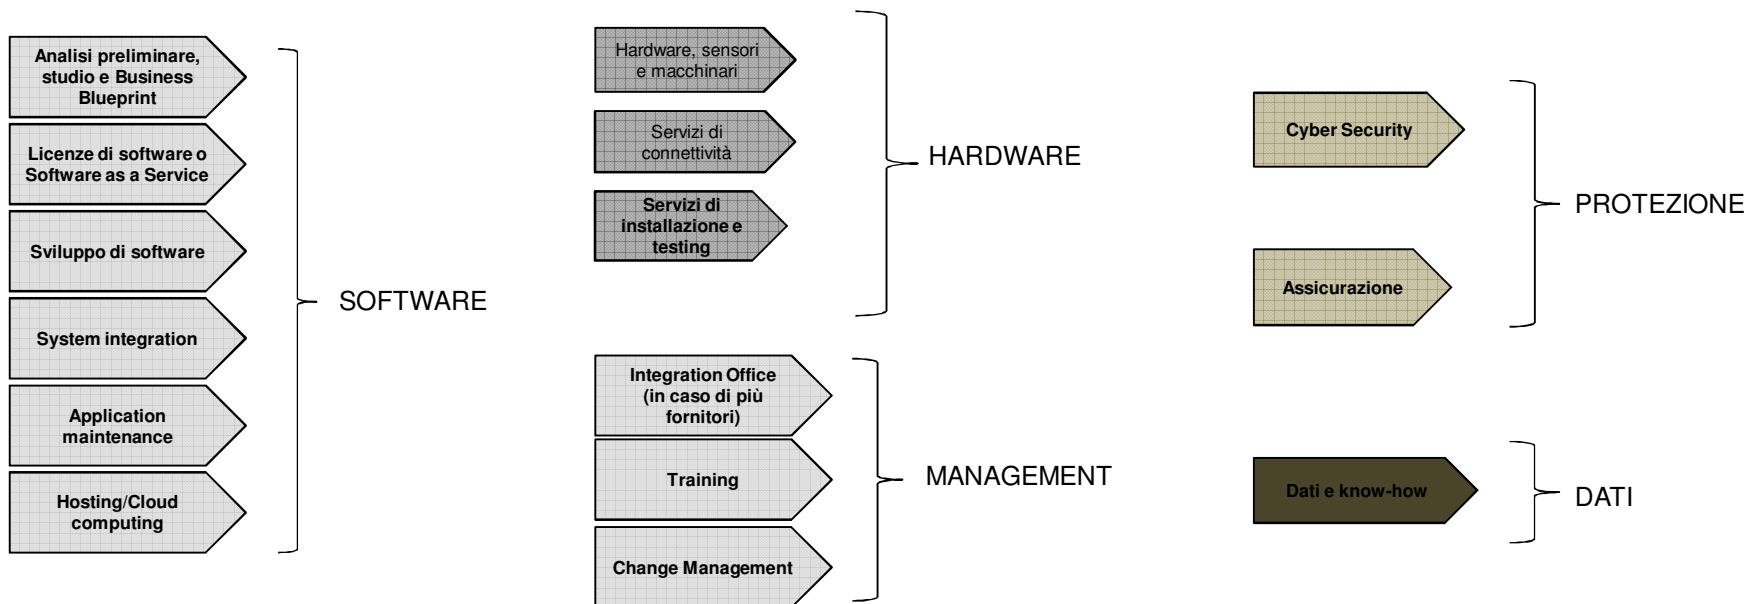 Analisi preliminare,
studio e Business
Blueprint
Licenze di software o
Software as a Service
Sviluppo di software
System integration
Application
maintenance
Hosting/Cloud
computing
SOFTWARE
Hardware, sensori
e macchinari
Servizi di
connettività
Servizi di
installazione e
testing
HARDWARE
Integration Office
(in caso di più
fornitori)
Training
Change Management
MANAGEMENT
Cyber Security
Assicurazione
PROTEZIONE
Dati e know-how
DATI